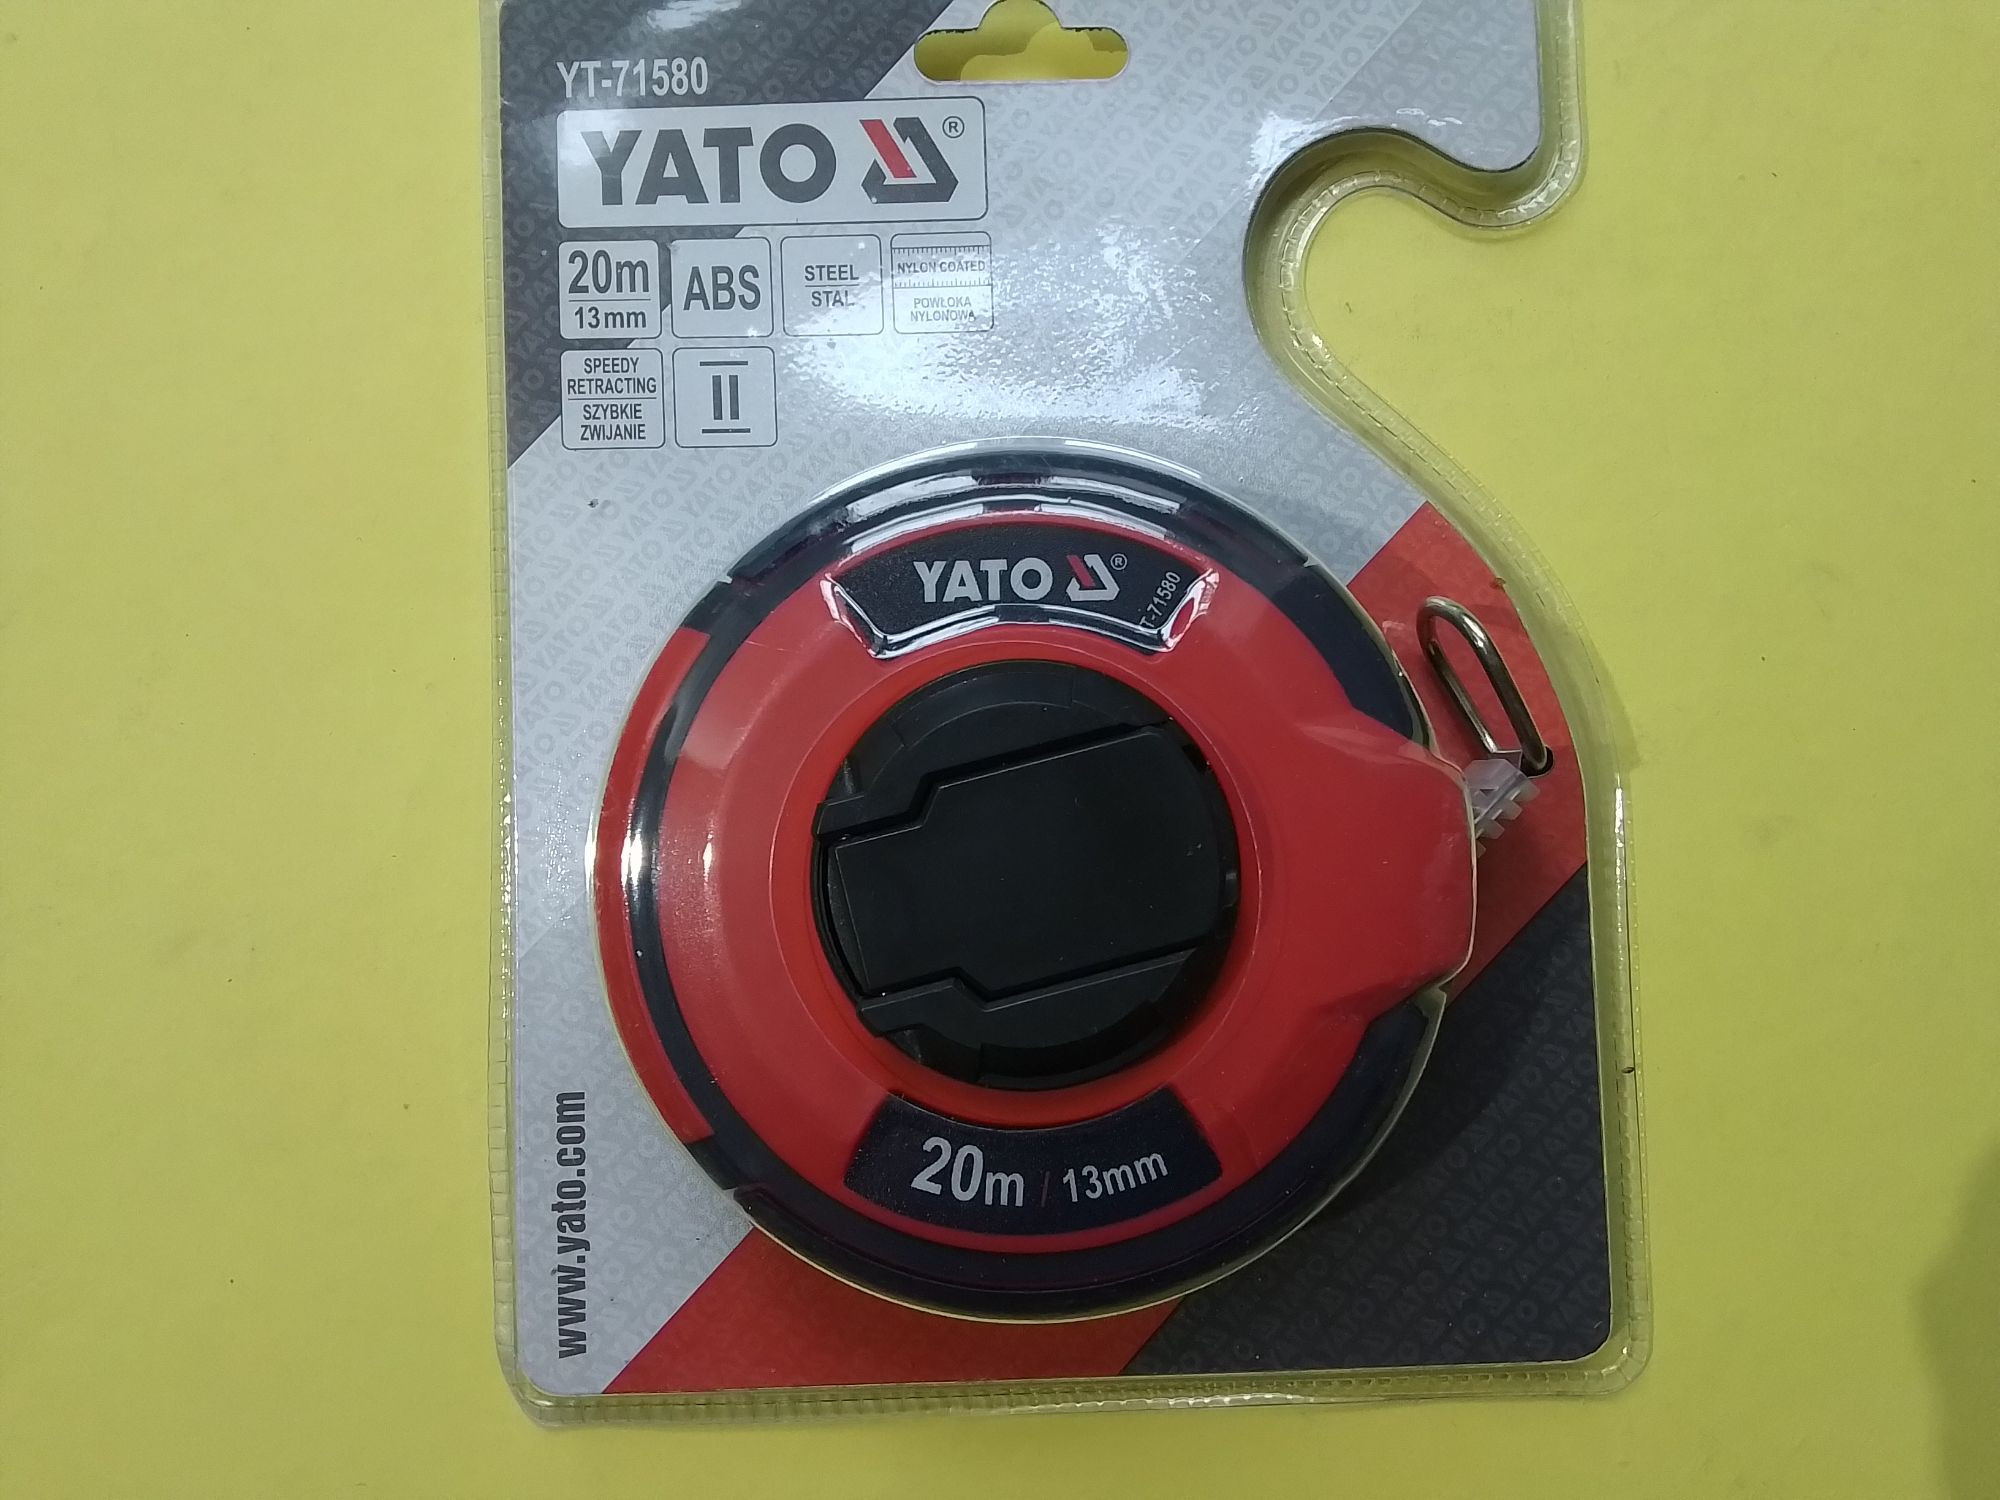 YT-71580
YATO ®
20m
13mm
ABS
STEEL
STAL
NYLON COATED
POWŁOKA
NYLONOWA
SPEEDY
RETRACTING
SZYBKIE
ZWIJANIE
II
YATO ®
T-71580
20m / 13mm
www.yato.com